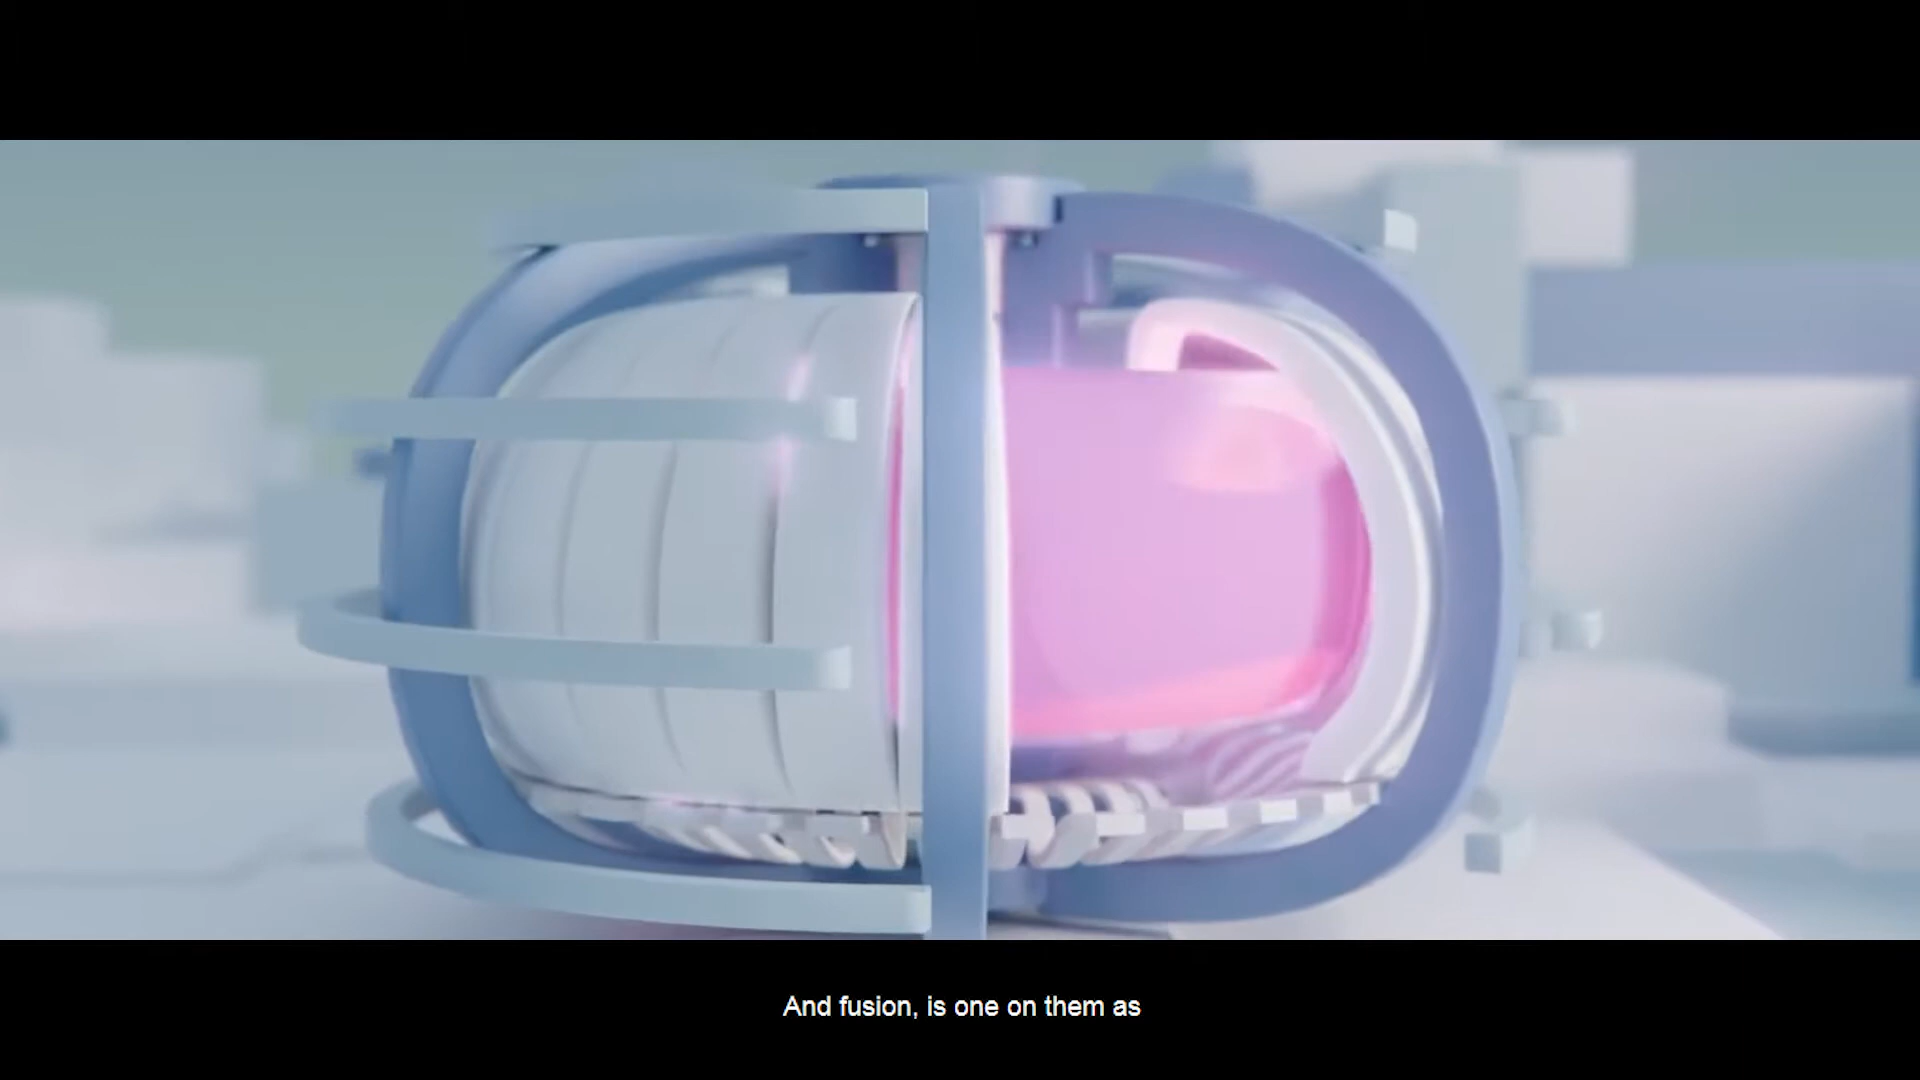 And fusion, is one on them as